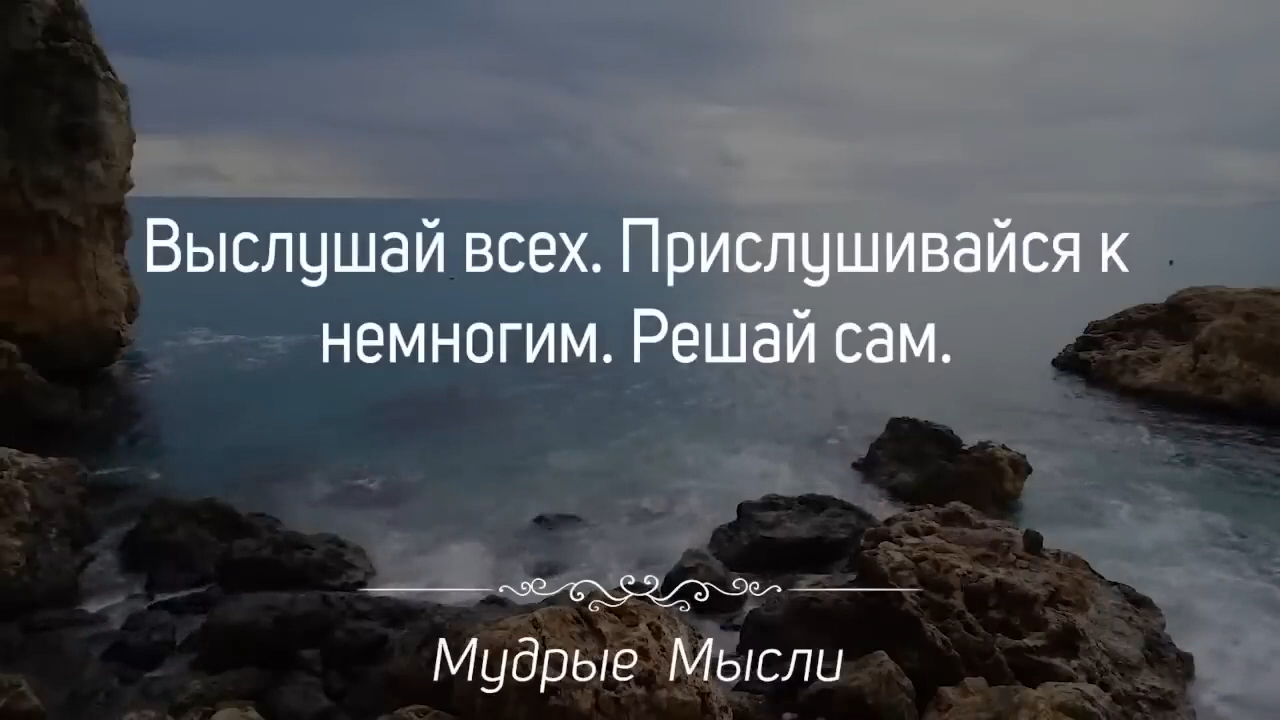 Выслушай всех. Прислушивайся к
немногим. Решай сам.
Мудрые Мысли